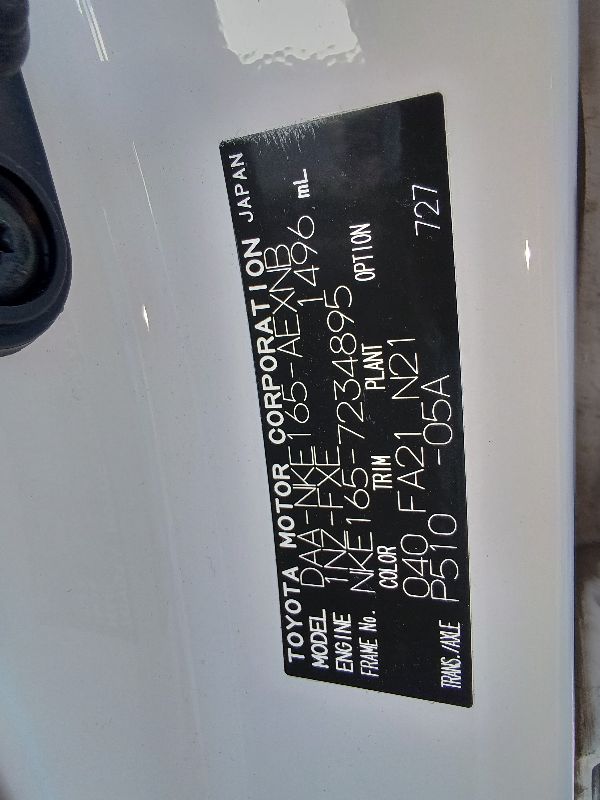 TOYOTA MOTOR CORPORATION JAPAN
MODEL DAA-NKE165-AEXNB
ENGINE 1NZ-FXE 1496 mL
FRAME No. NKE165-7234895
COLOR TRIM PLANT OPTION
040 FA21 N21
TRANS./AXLE P510 -05A 727